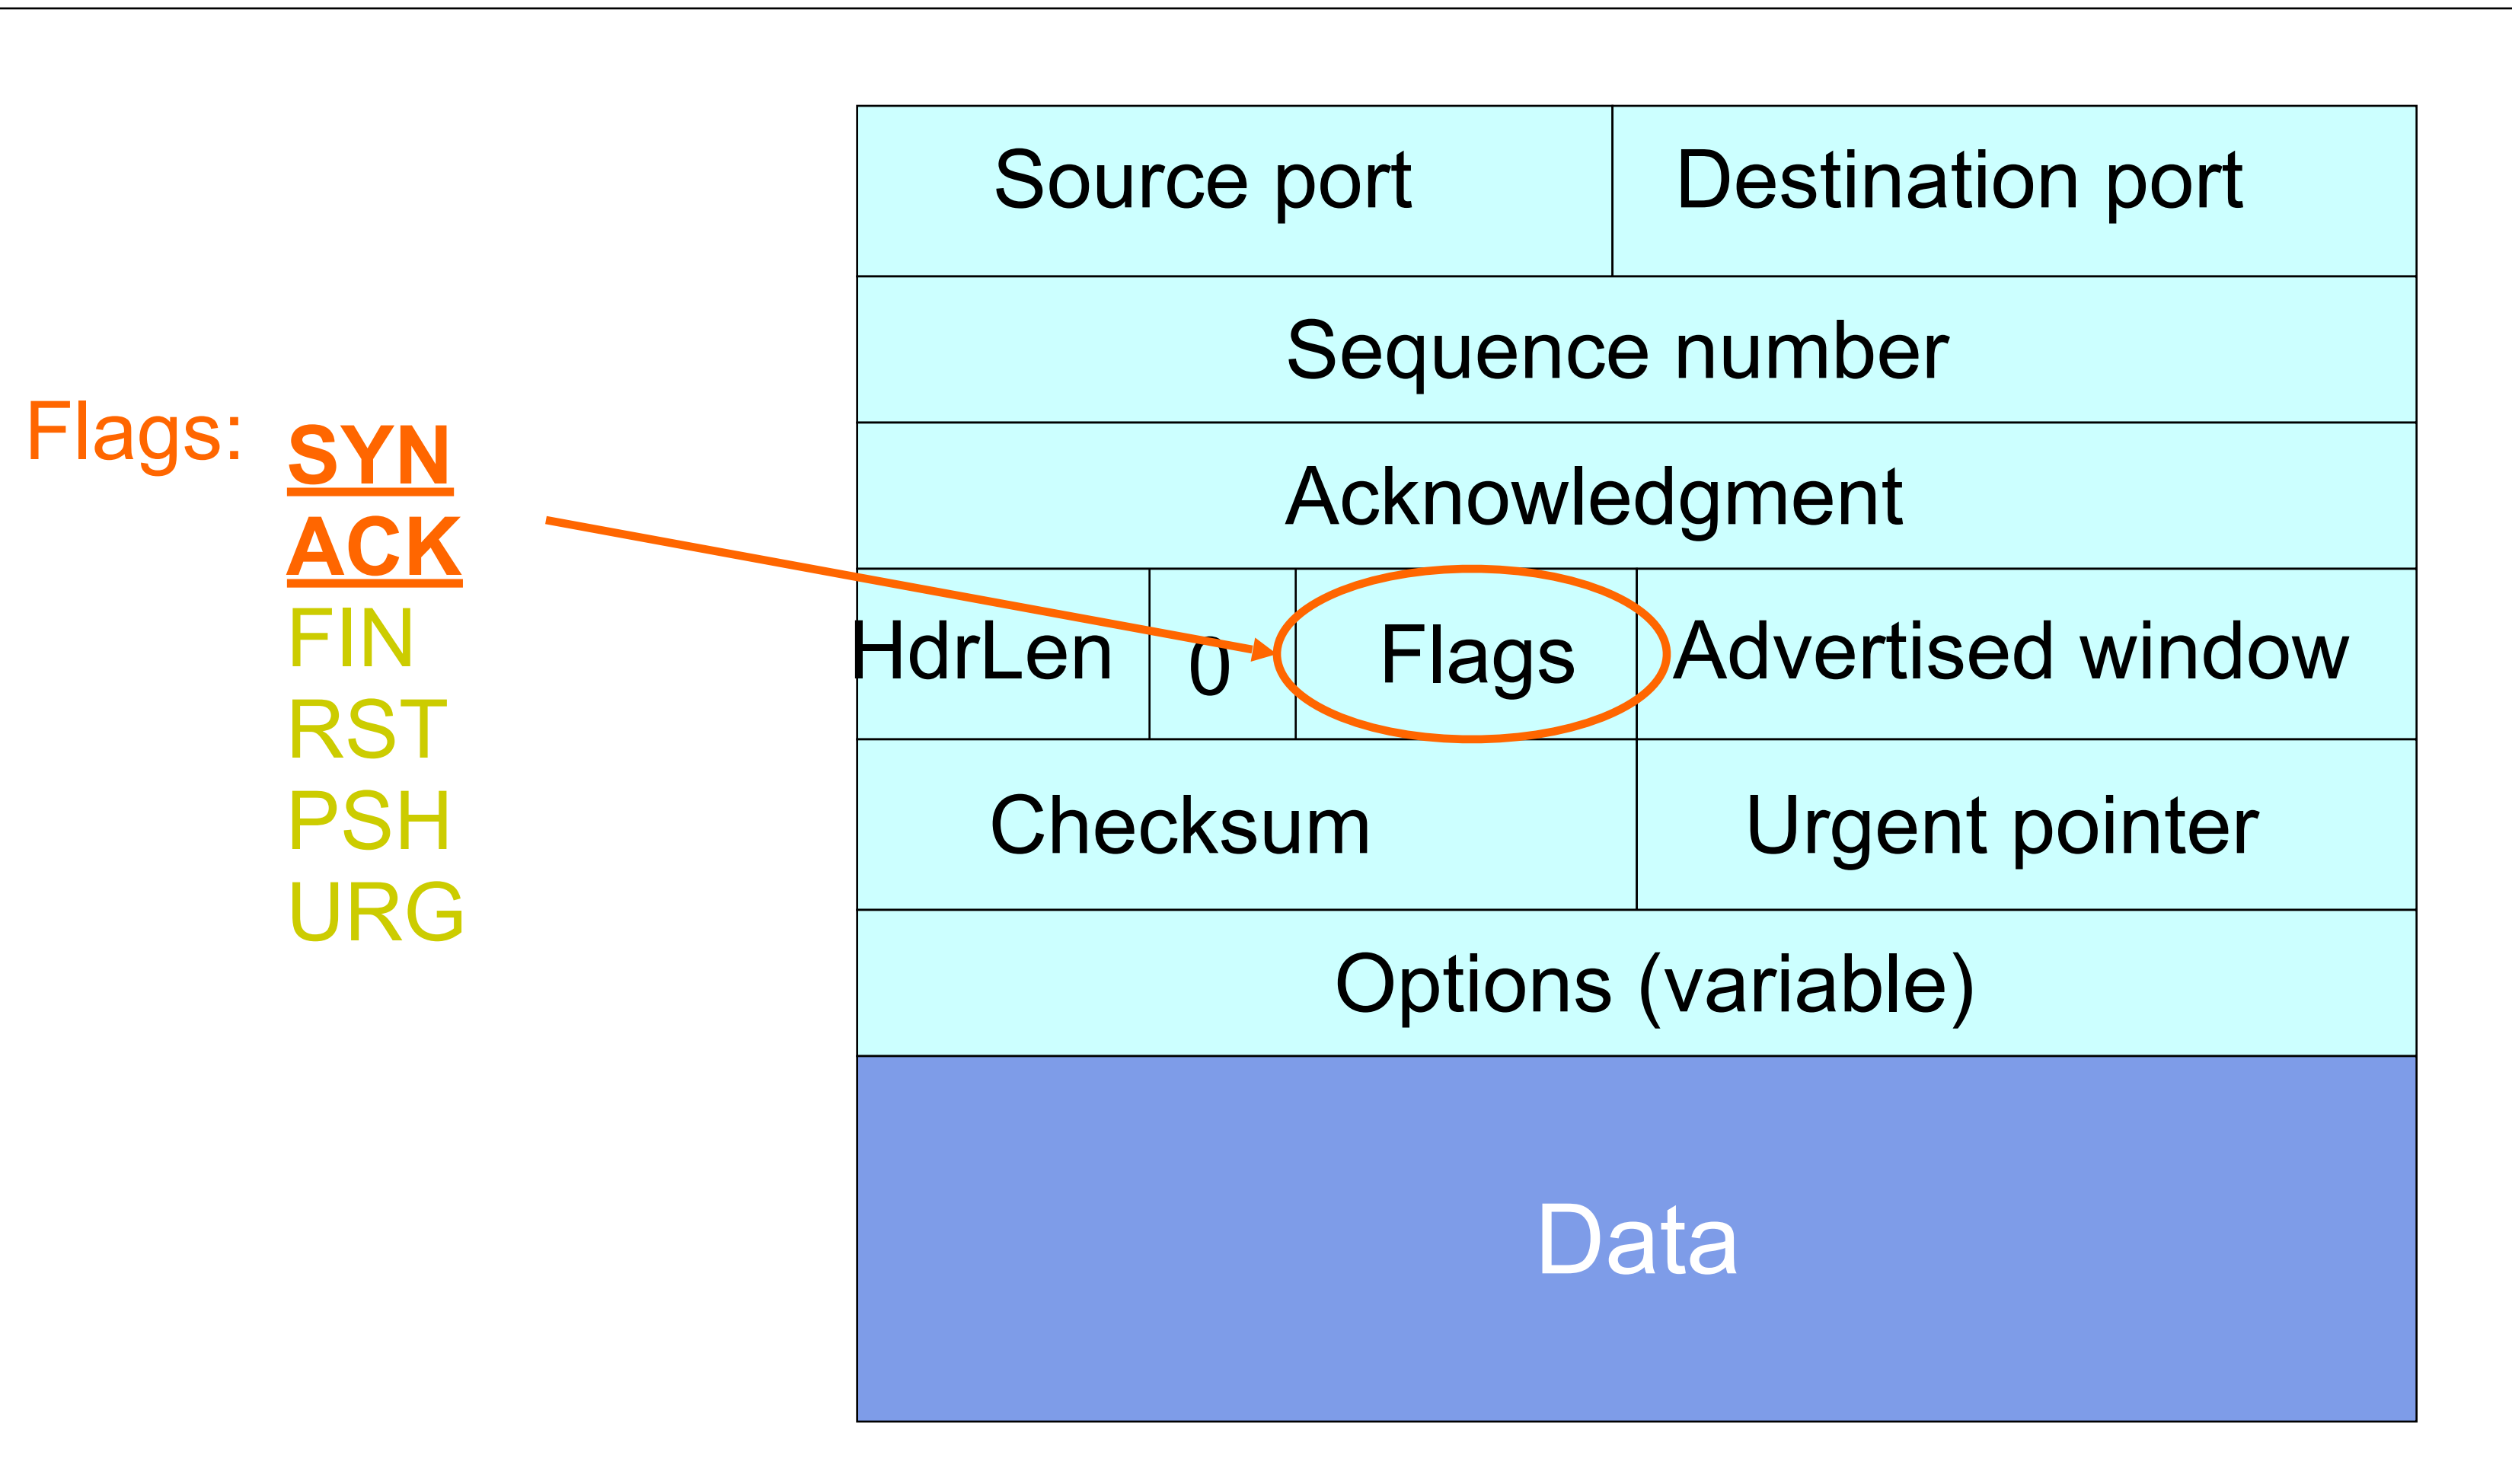 Source port Destination port
Sequence number
Flags: SYN
Acknowledgment
ACK
FIN
HdrLen 0 Flags Advertised window
RST
PSH
Checksum Urgent pointer
URG
Options (variable)
Data